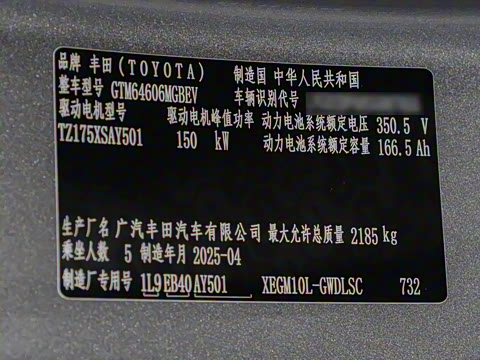 品牌 丰田(TOYOTA) 制造国 中华人民共和国
整车型号 GTM64606MGBEV 车辆识别代号
驱动电机型号 驱动电机峰值功率 动力电池系统额定电压 350.5 V
TZ175XSAY501 150 kW 动力电池系统额定容量 166.5 Ah
生产厂名 广汽丰田汽车有限公司 最大允许总质量 2185 kg
乘坐人数 5 制造年月 2025-04
制造厂专用号 1L9 EB40 AY501 XEGM10L-GWDLSC 732